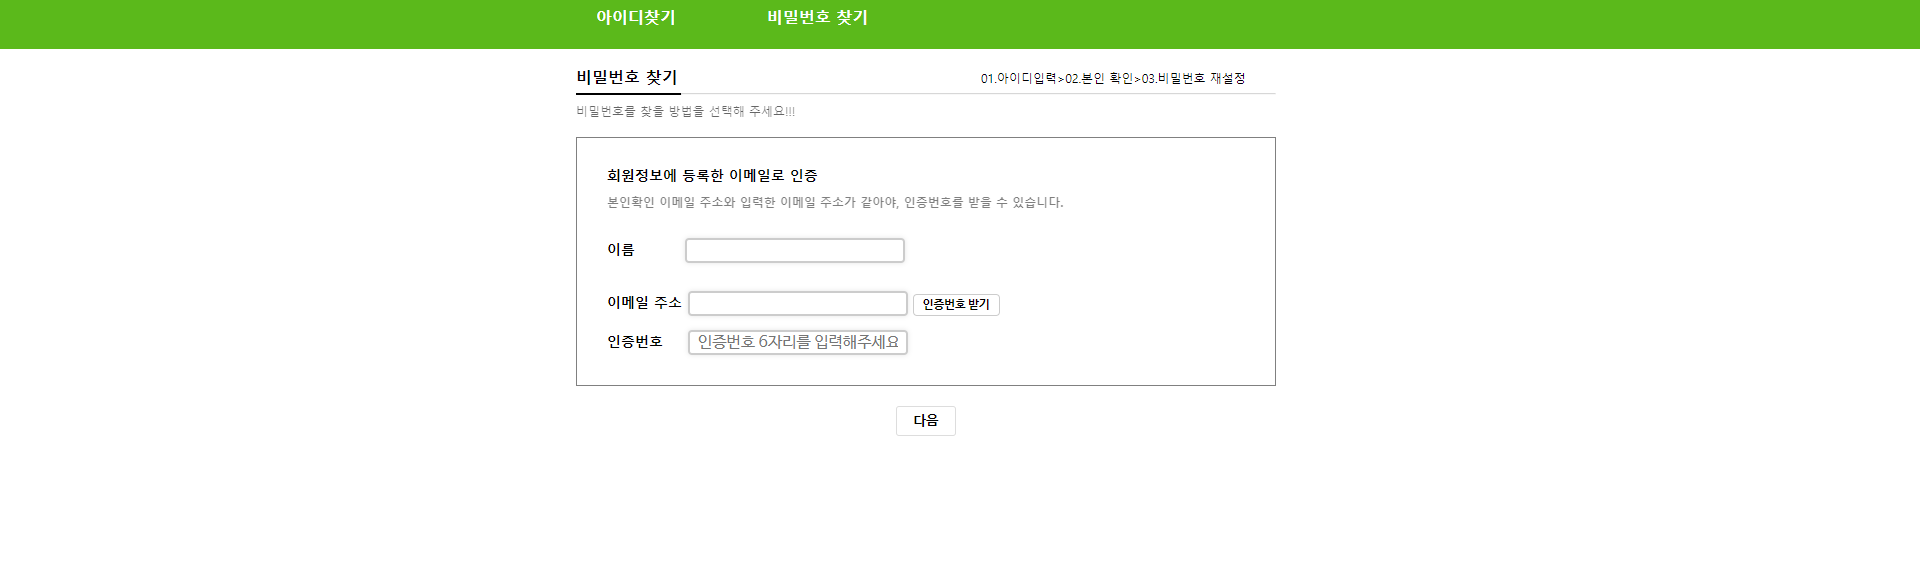 아이디찾기 비밀번호 찾기
비밀번호 찾기 01.아이디입력>02.본인 확인>03.비밀번호 재설정
비밀번호를 찾을 방법을 선택해 주세요!!!
회원정보에 등록한 이메일로 인증
본인확인 이메일 주소와 입력한 이메일 주소가 같아야, 인증번호를 받을 수 있습니다.
이름
이메일 주소 인증번호 받기
인증번호 인증번호 6자리를 입력해주세요
다음